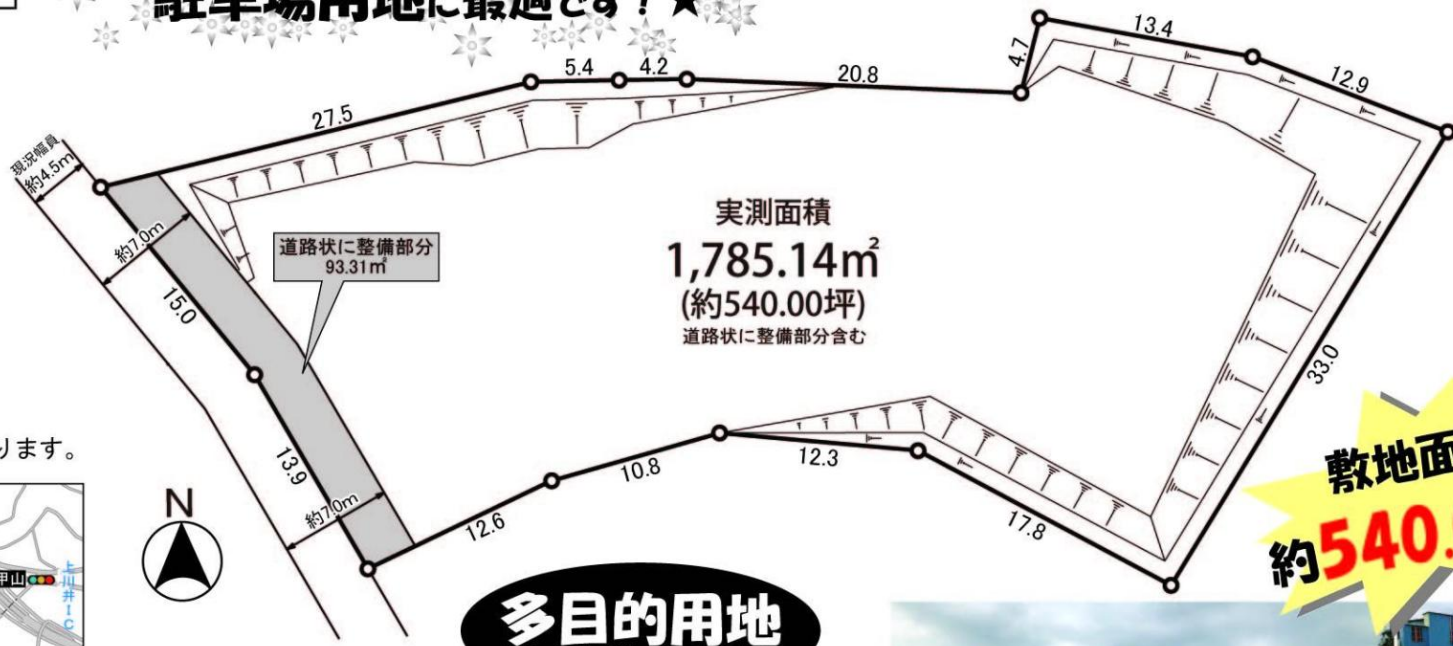 駐車場用地に最適です！★
13.4
4.7
12.9
5.4
4.2
20.8
27.5
現況幅員
約4.5m
約7.0m
道路状に整備部分
93.31㎡
実測面積
1,785.14㎡
(約540.00坪)
道路状に整備部分含む
15.0
33.0
13.9
ります。
10.8
12.3
敷地面
約540.
N
約7.0m
12.6
17.8
甲山
上川井IC
多目的用地